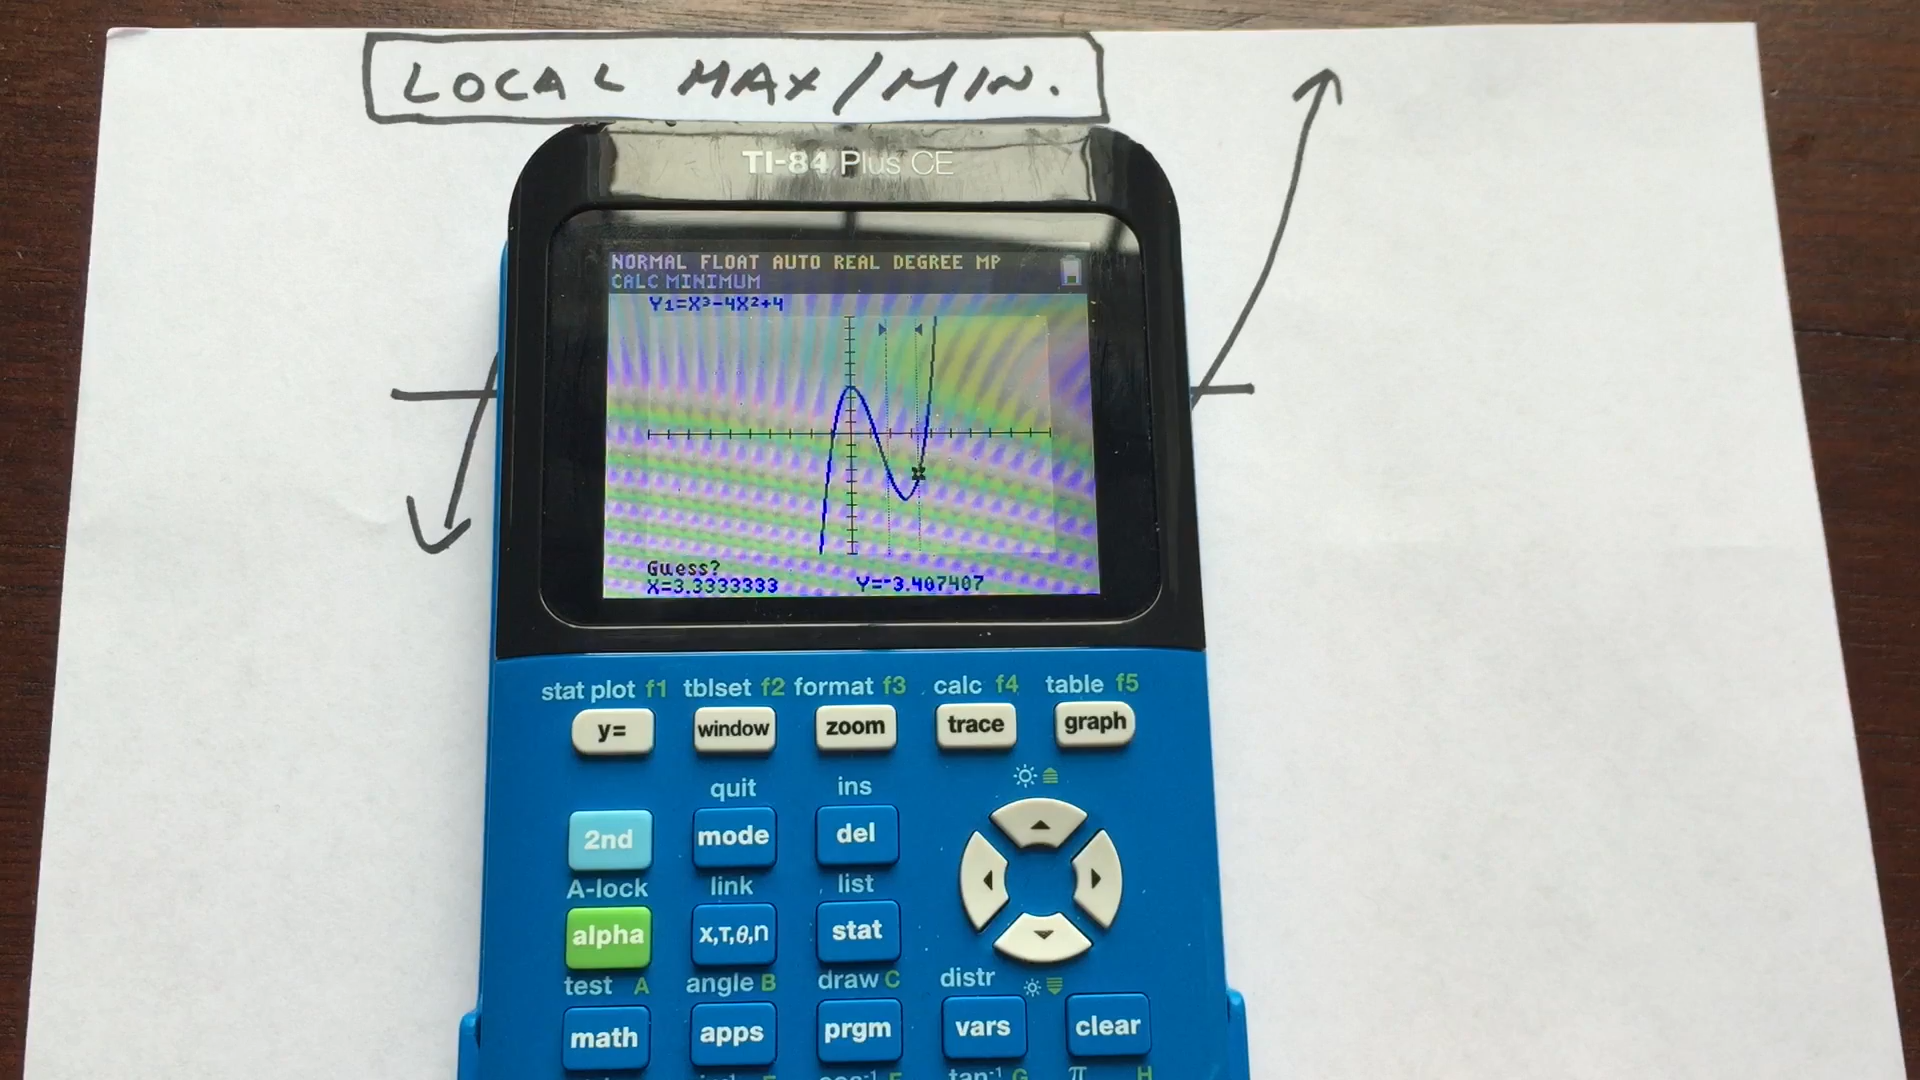 LOCAL MAX/MIN.
TI-84 Plus CE
NORMAL FLOAT AUTO REAL DEGREE MP
CALC MINIMUM
Y₁=X³-4X²+4
Guess?
X=3.3333333 Y=-3.407407
stat plot f1 tblset f2 format f3 calc f4 table f5
y= window zoom trace graph
quit ins
2nd mode del
A-lock link list
alpha X,T,θ,n stat
test A angle B draw C distr
math apps prgm vars clear